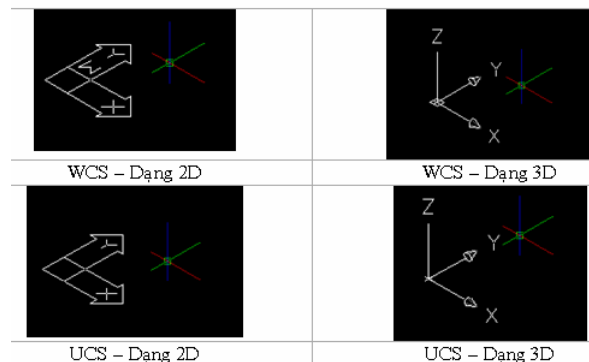 Y
W
X
Z
Y
X
WCS – Dạng 2D
WCS – Dạng 3D
Y
X
Z
Y
X
UCS – Dạng 2D
UCS – Dạng 3D